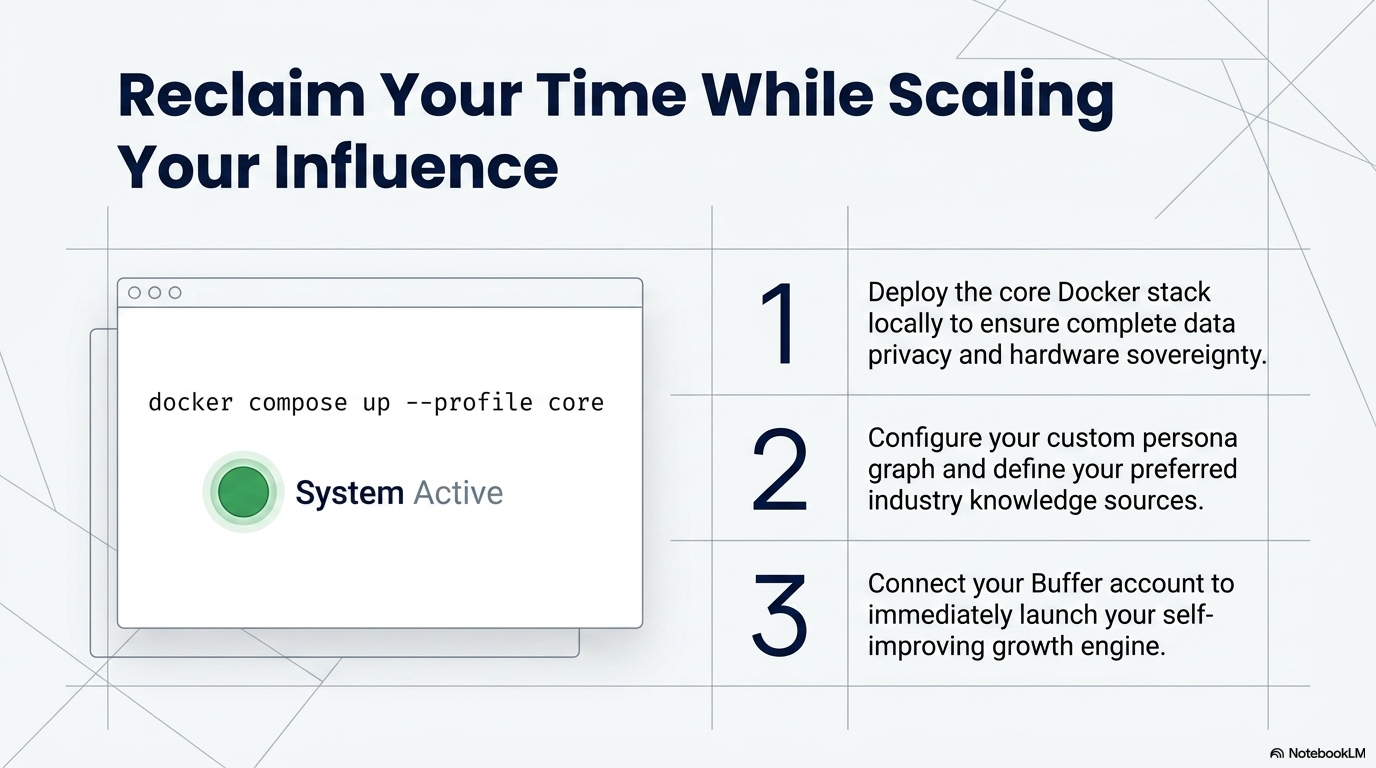 Reclaim Your Time While Scaling
Your Influence
docker compose up --profile core
System Active
1
Deploy the core Docker stack
locally to ensure complete data
privacy and hardware sovereignty.
2
Configure your custom persona
graph and define your preferred
industry knowledge sources.
3
Connect your Buffer account to
immediately launch your self-
improving growth engine.
NotebookLM